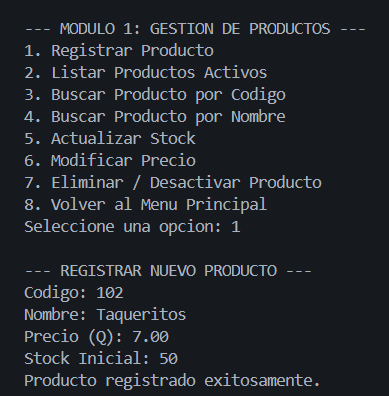 --- MODULO 1: GESTION DE PRODUCTOS ---
1. Registrar Producto
2. Listar Productos Activos
3. Buscar Producto por Codigo
4. Buscar Producto por Nombre
5. Actualizar Stock
6. Modificar Precio
7. Eliminar / Desactivar Producto
8. Volver al Menu Principal
Seleccione una opcion: 1
--- REGISTRAR NUEVO PRODUCTO ---
Codigo: 102
Nombre: Taqueritos
Precio (Q): 7.00
Stock Inicial: 50
Producto registrado exitosamente.